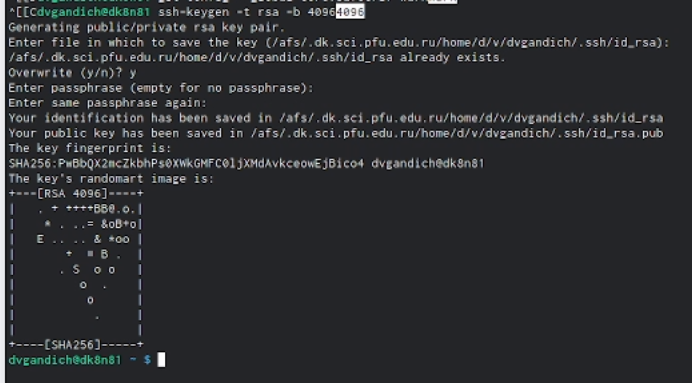 ^[[Cdvgandich@dk8n81 ssh-keygen -t rsa -b 40964096
Generating public/private rsa key pair.
Enter file in which to save the key (/afs/.dk.sci.pfu.edu.ru/home/d/v/dvgandich/.ssh/id_rsa):
/afs/.dk.sci.pfu.edu.ru/home/d/v/dvgandich/.ssh/id_rsa already exists.
Overwrite (y/n)? y
Enter passphrase (empty for no passphrase):
Enter same passphrase again:
Your identification has been saved in /afs/.dk.sci.pfu.edu.ru/home/d/v/dvgandich/.ssh/id_rsa
Your public key has been saved in /afs/.dk.sci.pfu.edu.ru/home/d/v/dvgandich/.ssh/id_rsa.pub
The key fingerprint is:
SHA256:PwBbQX2mcZkbhPs0XWkGMFC0ljXMdAvkceowEjBico4 dvgandich@dk8n81
The key's randomart image is:
+---[RSA 4096]----+
|   . + ++++BB@.o.|
|    * . ..= &oB+o|
|   E . .. . & *oo |
|       +  = B .  |
|      . S  o o   |
|         o  .    |
|          o      |
|           .     |
|                 |
+----[SHA256]-----+
dvgandich@dk8n81 ~ $